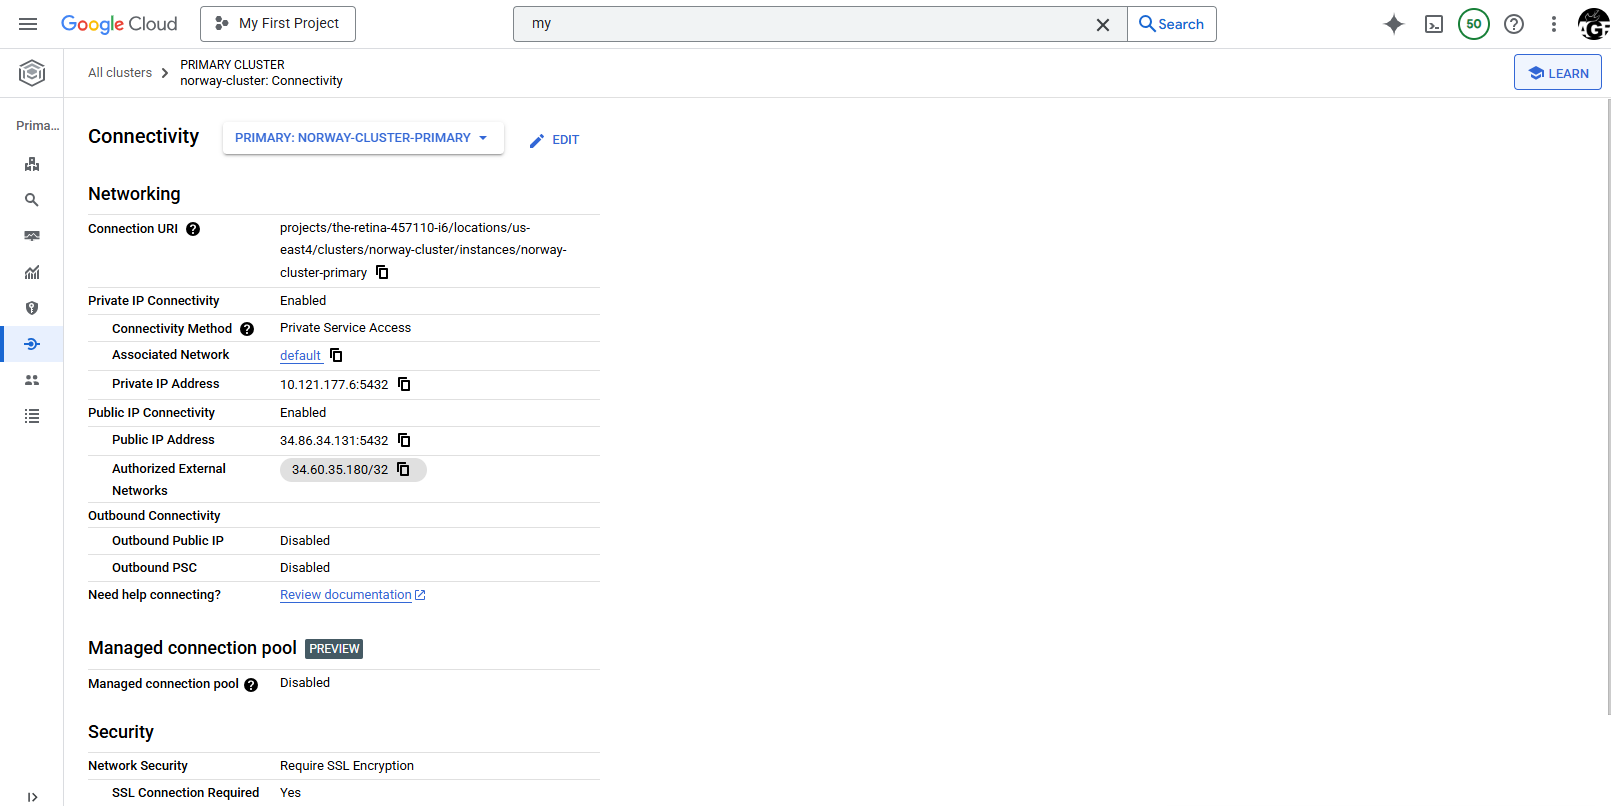 Google Cloud
My First Project
my
Search
50
All clusters
PRIMARY CLUSTER
norway-cluster: Connectivity
LEARN
Prima...
Connectivity
PRIMARY: NORWAY-CLUSTER-PRIMARY
EDIT
Networking
Connection URI
projects/the-retina-457110-i6/locations/us-
east4/clusters/norway-cluster/instances/norway-
cluster-primary
Private IP Connectivity Enabled
Connectivity Method Private Service Access
Associated Network default
Private IP Address 10.121.177.6:5432
Public IP Connectivity Enabled
Public IP Address 34.86.34.131:5432
Authorized External
Networks
34.60.35.180/32
Outbound Connectivity
Outbound Public IP Disabled
Outbound PSC Disabled
Need help connecting? Review documentation
Managed connection pool PREVIEW
Managed connection pool Disabled
Security
Network Security Require SSL Encryption
SSL Connection Required Yes